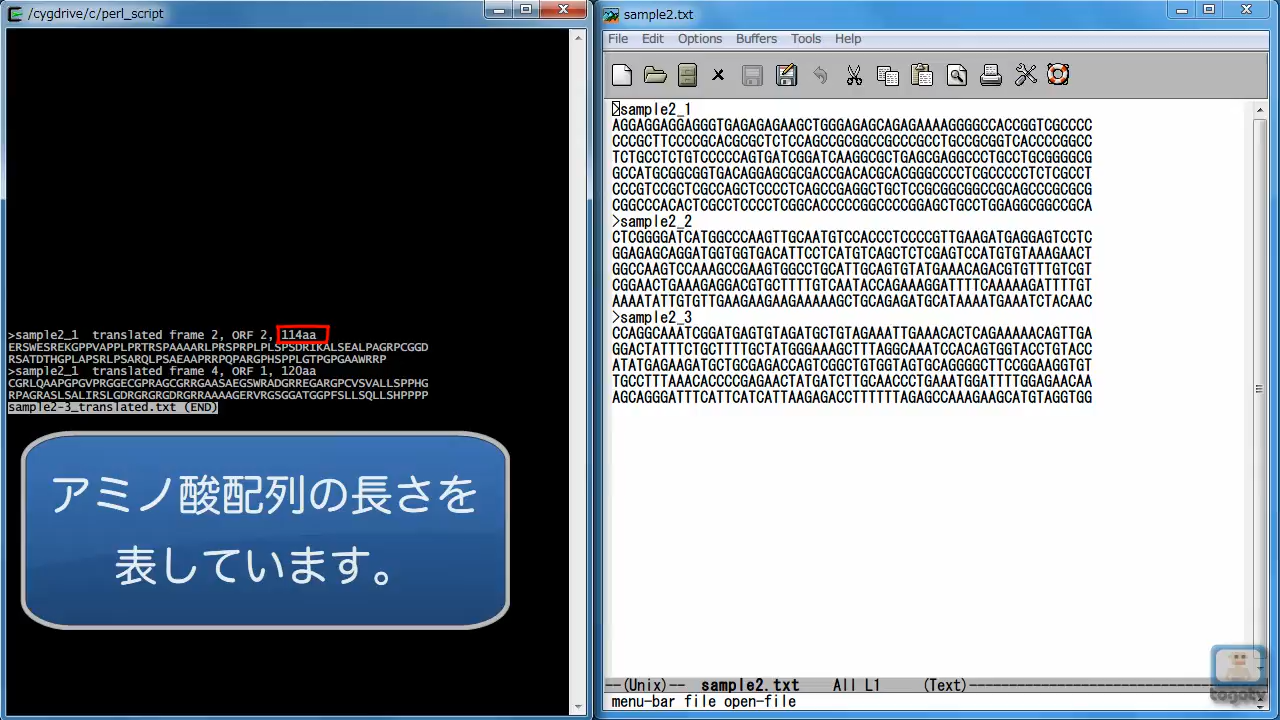 /cygdrive/c/perl_script
>sample2_1  translated frame 2, ORF 2, 114aa
ERSWESREKGPPVAPPLPRTRSPAAAARLPRSPRPLPLSPSDRIKALSEALPAGRPCGGD
RSATDTHGPLAPSRLPSARQLPSAEAAPRRPQPARGPHSPPLGTPGPGAAWRRP
>sample2_1  translated frame 4, ORF 1, 120aa
CGRLQAAPGPGVPRGGECGPRAGCGRRGAASAEGSWRADGRREGARGPCVSVALLSPPHG
RPAGRASLSALIRSLGDRGRGRGDRGRRAAAAGERVRGSGGATGGPFSLLSQLLSHPPPP
sample2-3_translated.txt (END)
アミノ酸配列の長さを
表しています。
sample2.txt
File Edit Options Buffers Tools Help
>sample2_1
AGGAGGAGGAGGGTGAGAGAGAAGCTGGGAGAGCAGAGAAAAGGGGCCACCGGTCGCCCC
CCCGCTTCCCCGCACGCGCTCTCCAGCCGCGGCCGCCCGCCTGCCGCGGTCACCCCGGCC
TCTGCCTCTGTCCCCCAGTGATCGGATCAAGGCGCTGAGCGAGGCCCTGCCTGCGGGGCG
GCCATGCGGCGGTGACAGGAGCGCGACCGACACGCACGGGCCCCTCGCCCCCTCTCGCCT
CCCGTCCGCTCGCCAGCTCCCCTCAGCCGAGGCTGCTCCGCGGCGGCCGCAGCCCGCGCG
CGGCCCACACTCGCCTCCCCTCGGCACCCCCGGCCCCGGAGCTGCCTGGAGGCGGCCGCA
>sample2_2
CTCGGGGATCATGGCCCAAGTTGCAATGTCCACCCTCCCCGTTGAAGATGAGGAGTCCTC
GGAGAGCAGGATGGTGGTGACATTCCTCATGTCAGCTCTCGAGTCCATGTGTAAAGAACT
GGCCAAGTCCAAAGCCGAAGTGGCCTGCATTGCAGTGTATGAAACAGACGTGTTTGTCGT
CGGAACTGAAAGAGGACGTGCTTTTGTCAATACCAGAAAGGATTTTCAAAAAGATTTTGT
AAAATATTGTGTTGAAGAAGAAGAAAAAGCTGCAGAGATGCATAAAATGAAATCTACAAC
>sample2_3
CCAGGCAAATCGGATGAGTGTAGATGCTGTAGAAATTGAAACACTCAGAAAAACAGTTGA
GGACTATTTCTGCTTTTGCTATGGGAAAGCTTTAGGCAAATCCACAGTGGTACCTGTACC
ATATGAGAAGATGCTGCGAGACCAGTCGGCTGTGGTAGTGCAGGGGCTTCCGGAAGGTGT
TGCCTTTAAACACCCCGAGAACTATGATCTTGCAACCCTGAAATGGATTTTGGAGAACAA
AGCAGGGATTTCATTCATCATTAAGAGACCTTTTTTAGAGCCAAAGAAGCATGTAGGTGG
--(Unix)--  sample2.txt    All L1     (Text)---
menu-bar file open-file
togotv